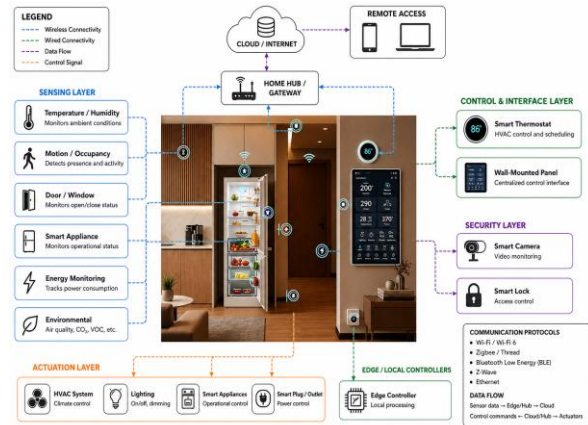 LEGEND
Wireless Connectivity
Wired Connectivity
Data Flow
Control Signal
CLOUD / INTERNET
REMOTE ACCESS
HOME HUB /
GATEWAY
SENSING LAYER
Temperature / Humidity
Monitors ambient conditions
Motion / Occupancy
Detects presence and activity
Door / Window
Monitors open/close status
Smart Appliance
Monitors operational status
Energy Monitoring
Tracks power consumption
Environmental
Air quality, CO₂, VOC, etc.
86°
200°
290
28
370°
CONTROL & INTERFACE LAYER
86°
Smart Thermostat
HVAC control and scheduling
Wall-Mounted Panel
Centralized control interface
SECURITY LAYER
Smart Camera
Video monitoring
Smart Lock
Access control
ACTUATION LAYER
HVAC System
Climate control
Lighting
On/off, dimming
Smart Appliances
Operational control
Smart Plug / Outlet
Power control
EDGE / LOCAL CONTROLLERS
Edge Controller
Local processing
COMMUNICATION PROTOCOLS
• Wi-Fi / Wi-Fi 6
• Zigbee / Thread
• Bluetooth Low Energy (BLE)
• Z-Wave
• Ethernet
DATA FLOW
Sensor data → Edge/Hub → Cloud
Control commands ← Cloud/Hub → Actuators